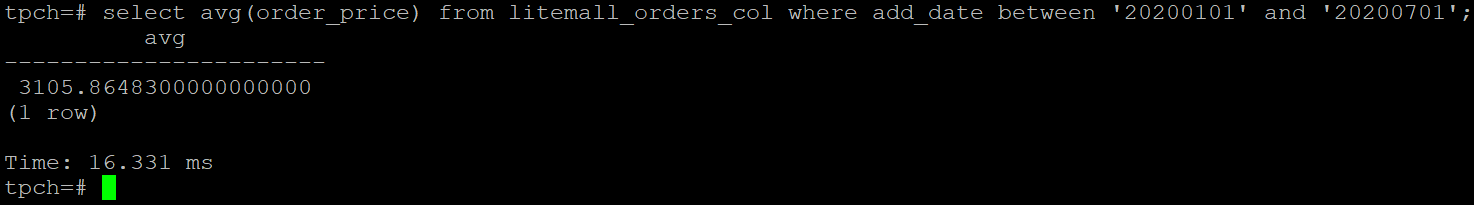 tpch=# select avg(order_price) from litemall_orders_col where add_date between '20200101' and '20200701';
avg
------------------------
3105.8648300000000000
(1 row)
Time: 16.331 ms
tpch=#